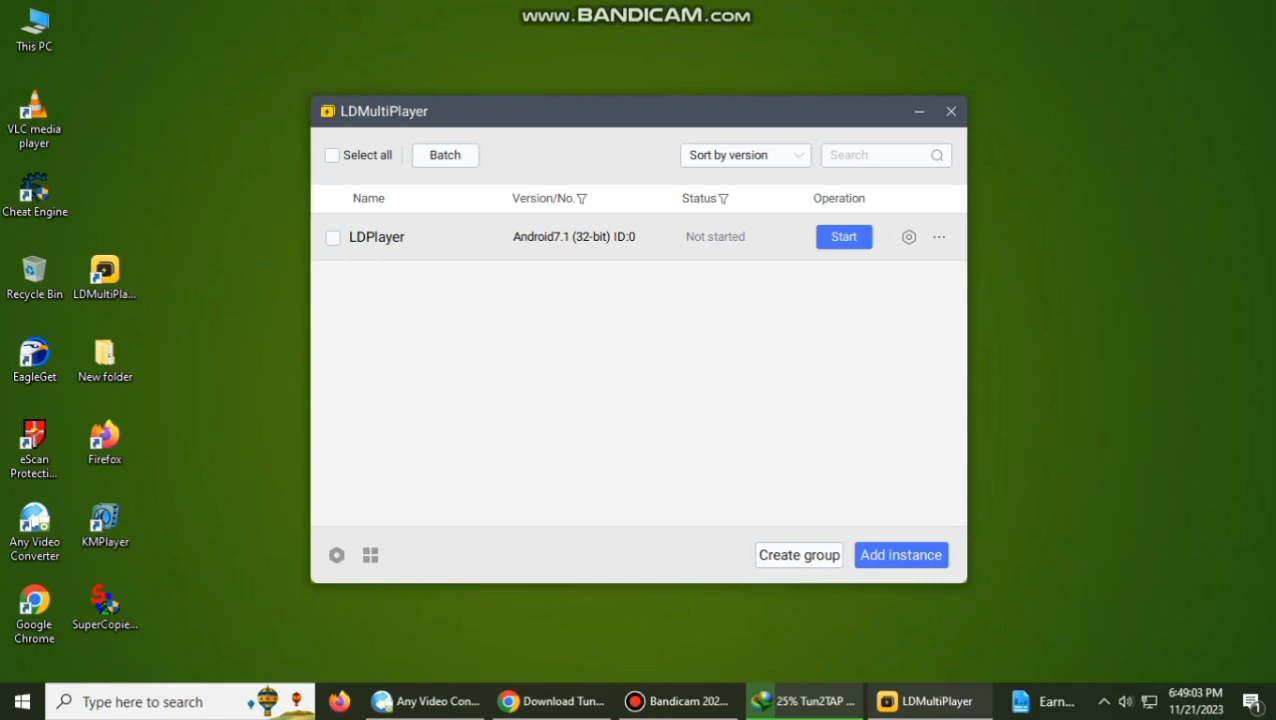 www.BANDICAM.com
This PC
VLC media
player
Cheat Engine
Recycle Bin
LDMultiPla...
EagleGet
New folder
eScan
Protecti...
Firefox
Any Video
Converter
KMPlayer
Google
Chrome
SuperCopie...
LDMultiPlayer
Select all
Batch
Sort by version
Search
Name
Version/No.
Status
Operation
LDPlayer
Android7.1 (32-bit) ID:0
Not started
Start
Create group
Add instance
Type here to search
Any Video Con...
Download Tun...
Bandicam 202...
25% Tun2TAP ...
LDMultiPlayer
Earn...
6:49:03 PM
11/21/2023
1